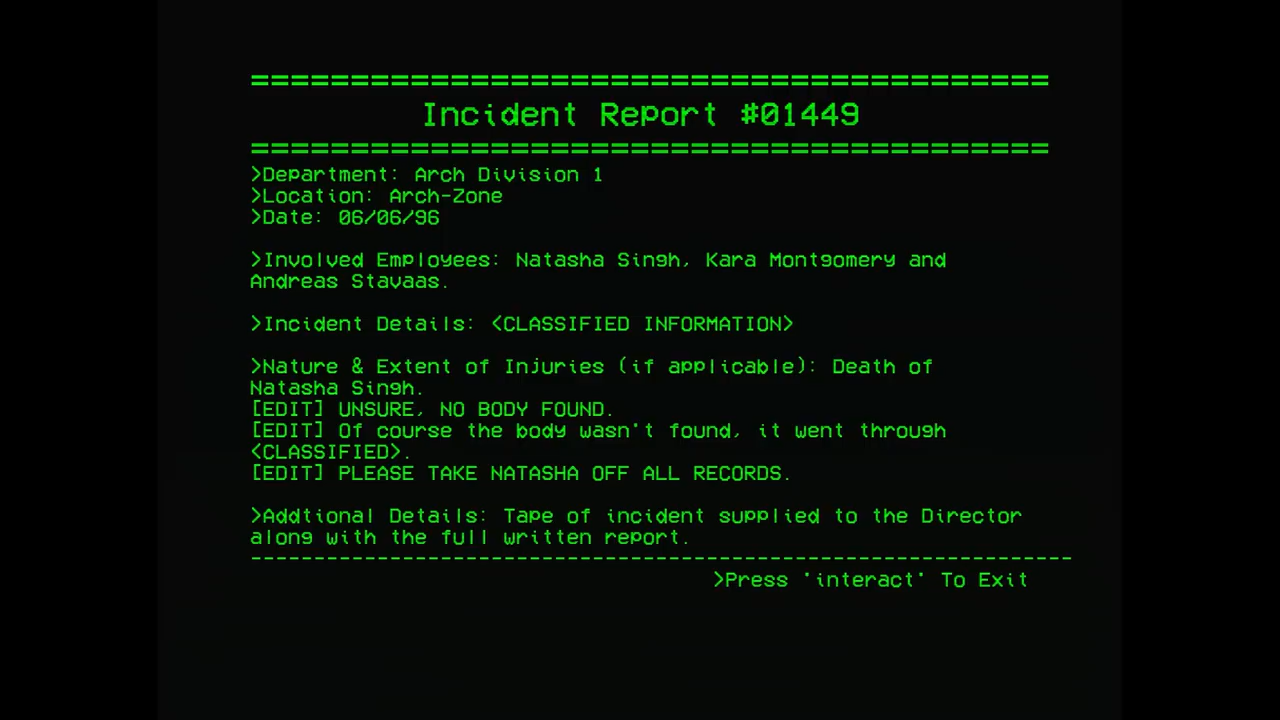 ========================================
Incident Report #01449
========================================
>Department: Arch Division 1
>Location: Arch-Zone
>Date: 06/06/96
>Involved Employees: Natasha Singh, Kara Montgomery and
Andreas Stavaas.
>Incident Details: <CLASSIFIED INFORMATION>
>Nature & Extent of Injuries (if applicable): Death of
Natasha Singh.
[EDIT] UNSURE, NO BODY FOUND.
[EDIT] Of course the body wasn't found, it went through
<CLASSIFIED>.
[EDIT] PLEASE TAKE NATASHA OFF ALL RECORDS.
>Addtional Details: Tape of incident supplied to the Director
along with the full written report.
-----------------------------------------------------------------
>Press 'interact' To Exit